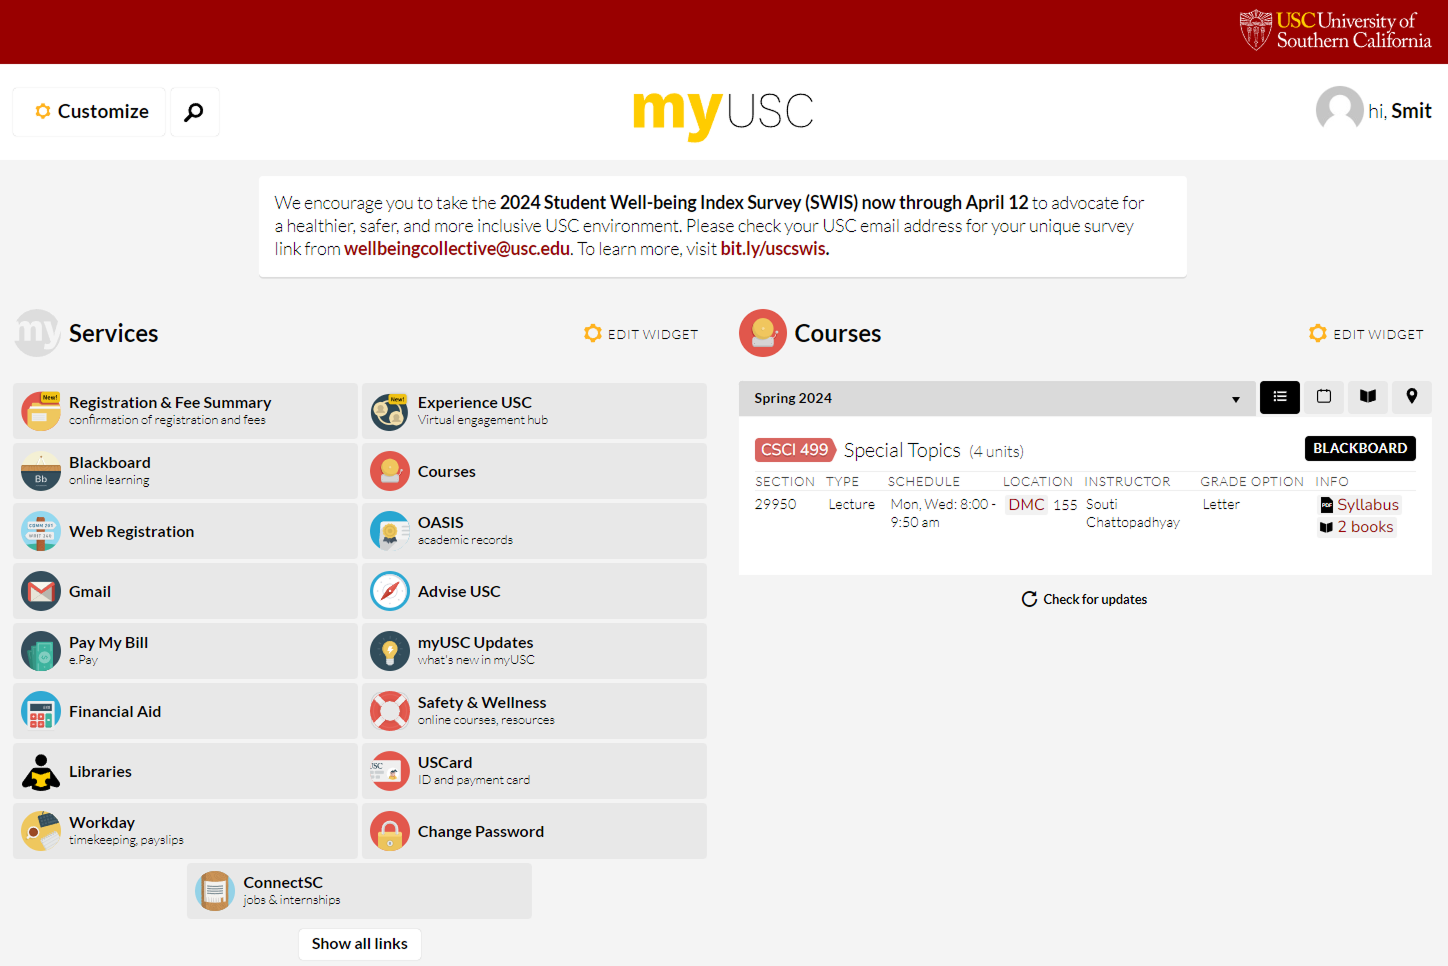 USC University of
Southern California
Customize
myUSC
hi, Smit
We encourage you to take the 2024 Student Well-being Index Survey (SWIS) now through April 12 to advocate for
a healthier, safer, and more inclusive USC environment. Please check your USC email address for your unique survey
link from wellbeingcollective@usc.edu. To learn more, visit bit.ly/uscswis.
my Services
EDIT WIDGET
New!
Registration & Fee Summary
confirmation of registration and fees
New!
Experience USC
Virtual engagement hub
Bb
Blackboard
online learning
Courses
Web Registration
OASIS
academic records
Gmail
Advise USC
Pay My Bill
e.Pay
myUSC Updates
what's new in myUSC
Financial Aid
Safety & Wellness
online courses, resources
Libraries
USC
USCard
ID and payment card
Workday
timekeeping, payslips
Change Password
ConnectSC
jobs & internships
Show all links
Courses
EDIT WIDGET
Spring 2024
CSCI 499 Special Topics (4 units)
BLACKBOARD
SECTION TYPE SCHEDULE LOCATION INSTRUCTOR GRADE OPTION INFO
29950 Lecture Mon, Wed: 8:00 - DMC 155 Souti Letter PDF Syllabus
9:50 am Chattopadhyay 2 books
Check for updates